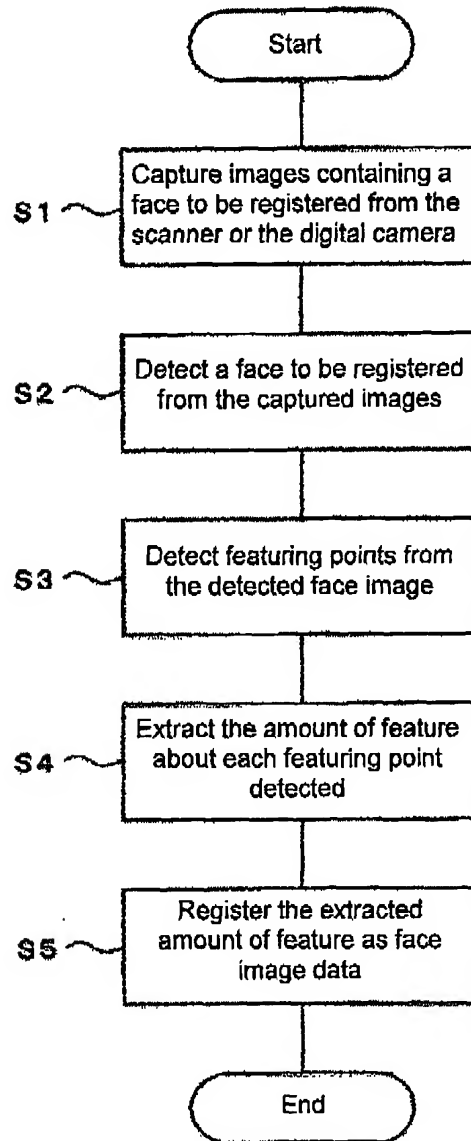 Start
S1
Capture images containing a
face to be registered from the
scanner or the digital camera
S2
Detect a face to be registered
from the captured images
S3
Detect featuring points from
the detected face image
S4
Extract the amount of feature
about each featuring point
detected
S5
Register the extracted
amount of feature as face
image data
End